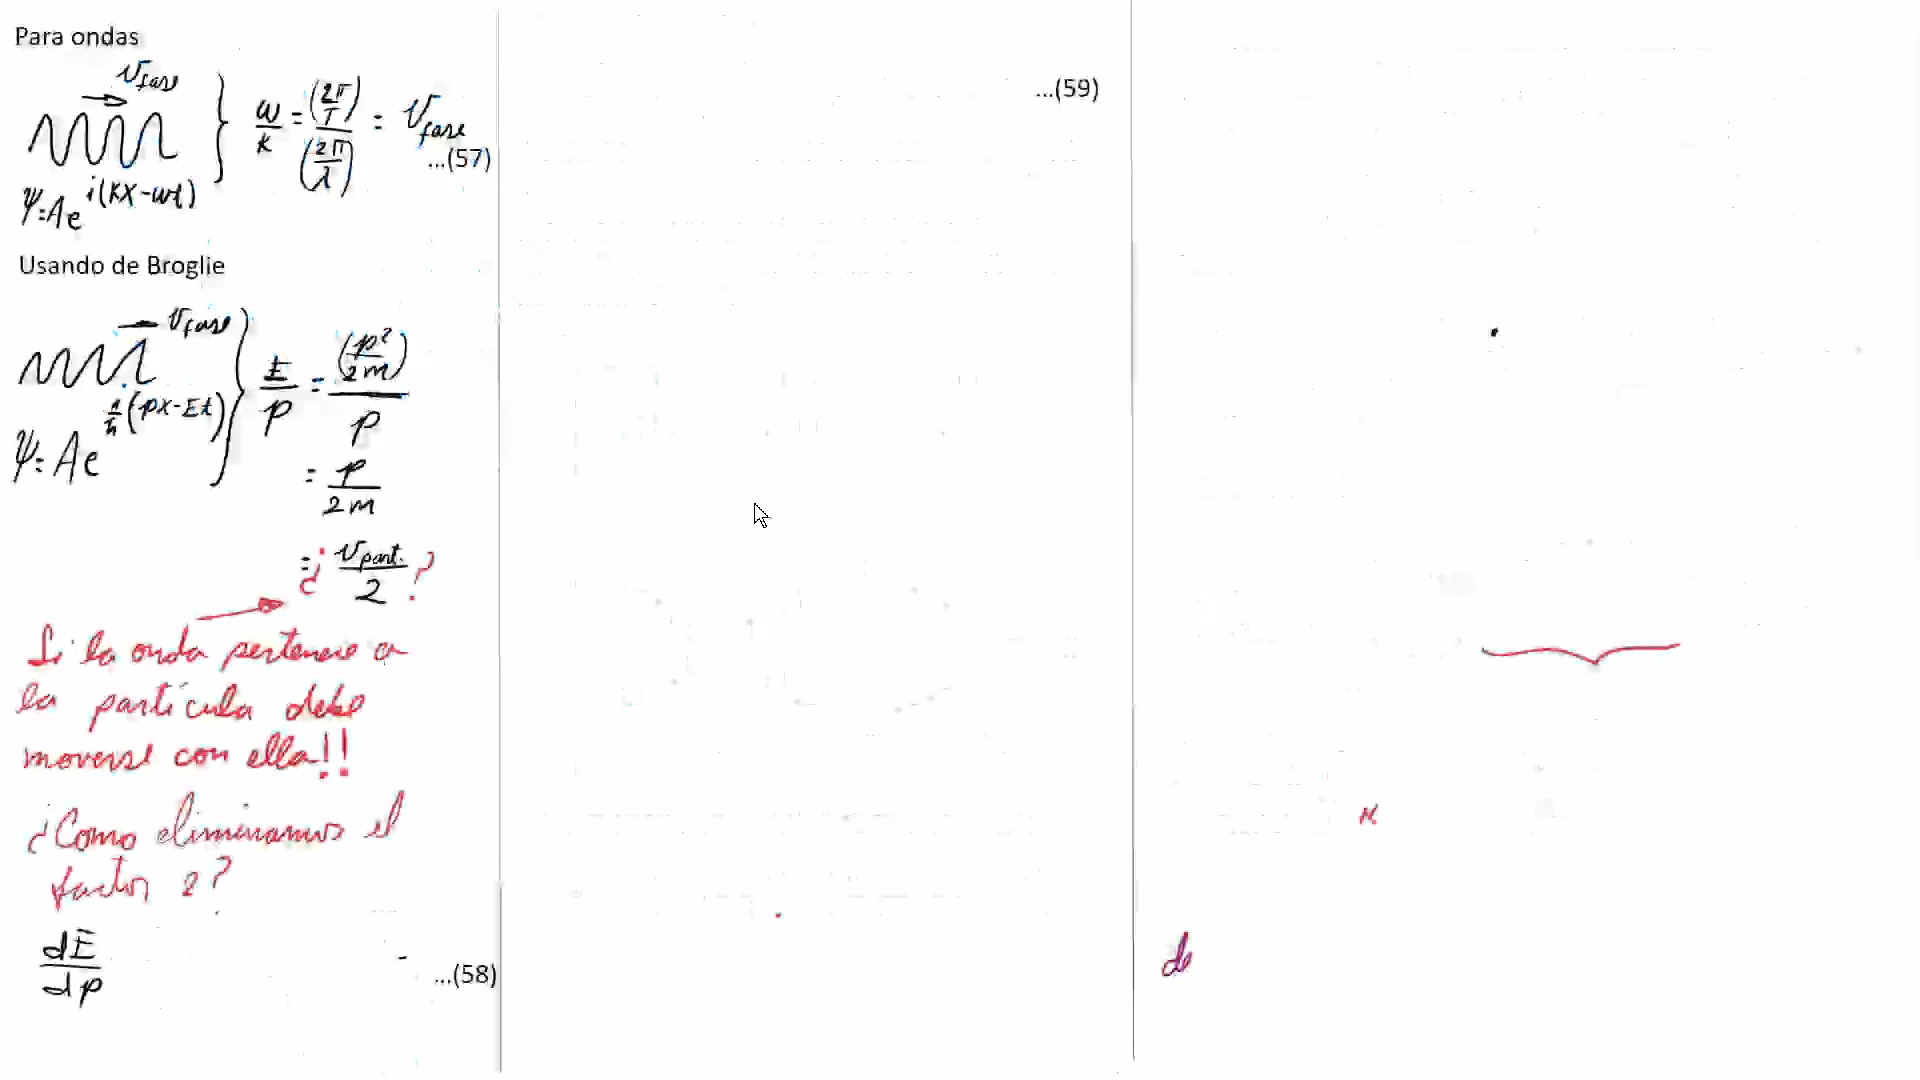 Para ondas
v_fase
ψ=Ae^{i(kx-ωt)}
ω/k = (2π/T)/(2π/λ) = v_fase
...(57)
Usando de Broglie
v_fase
ψ=Ae^{i/ħ(px-Et)}
E/p = (p²/2m)/p
= p/2m
= ¿ v_part./2 ?
Si la onda pertenece a
la partícula debe
moverse con ella!!
¿Como eliminamos el
factor 2?
dE/dp
...(58)
...(59)
de